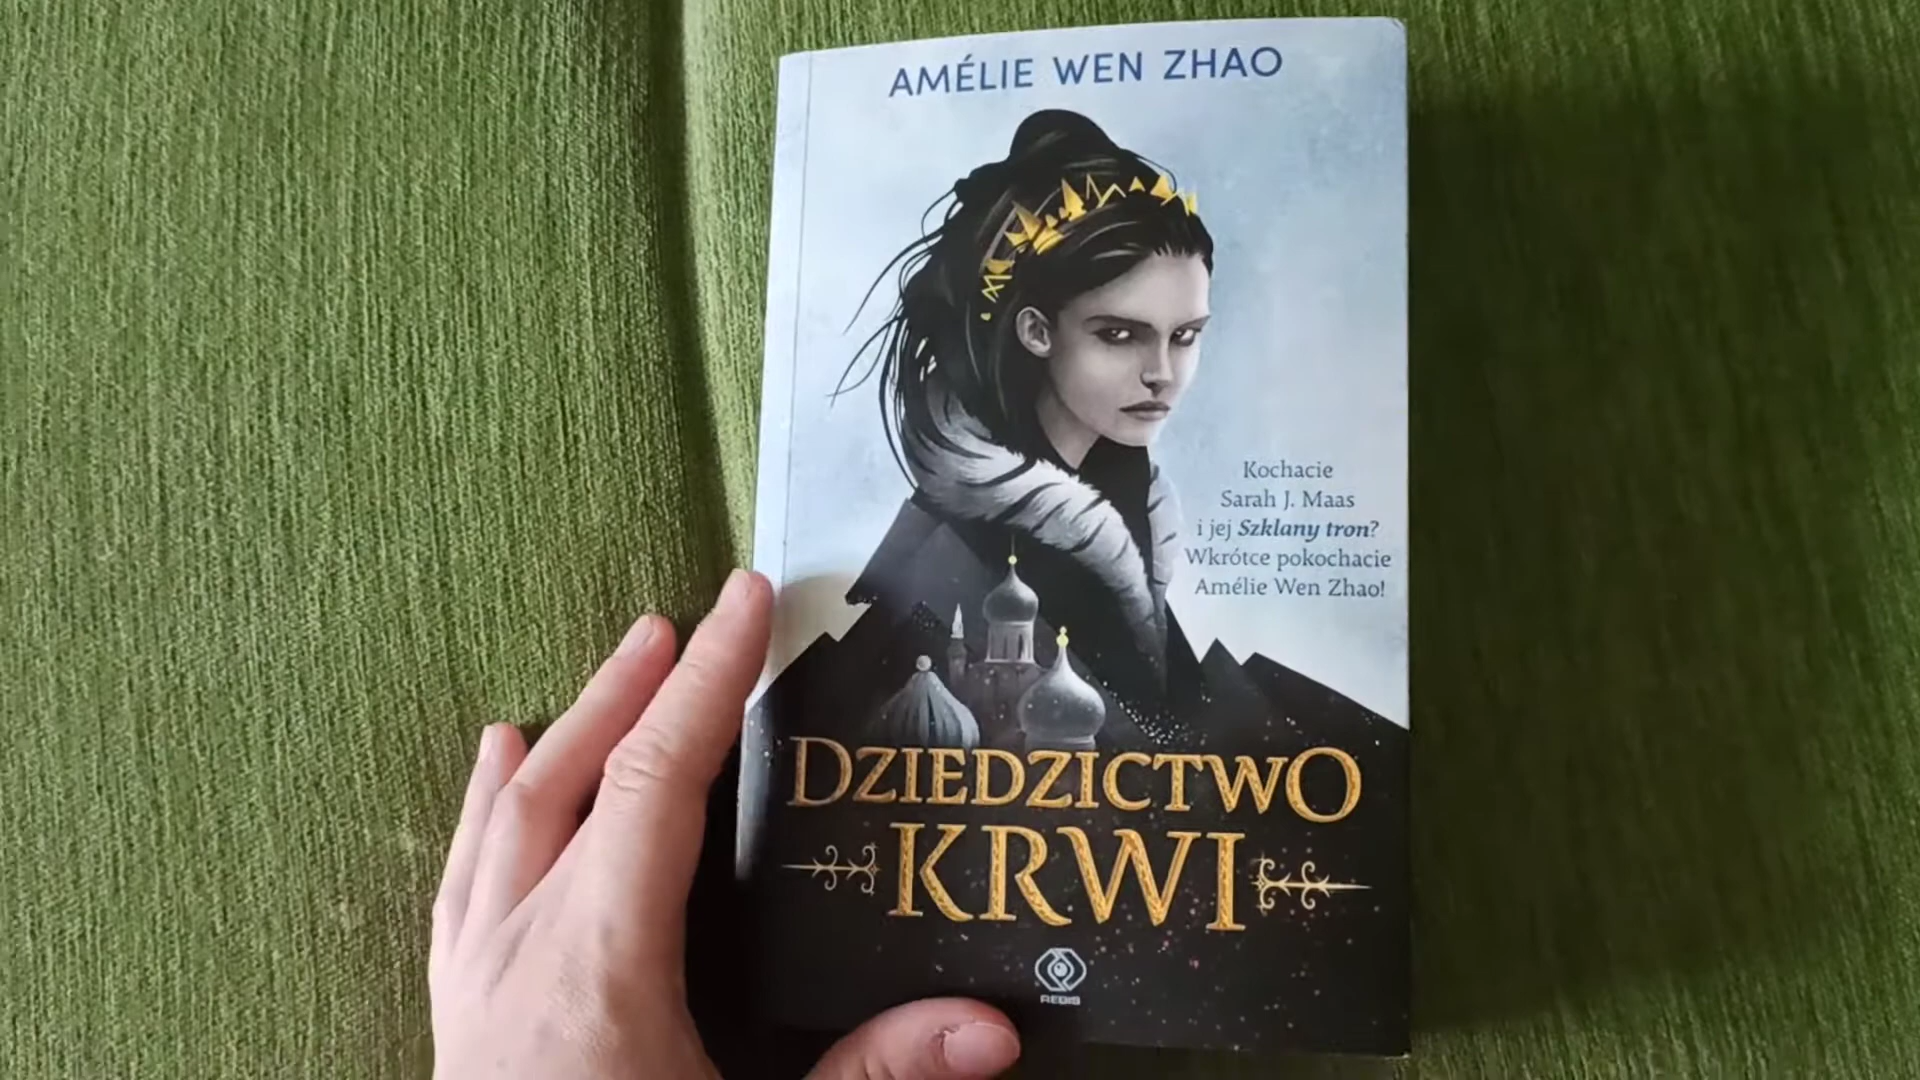 AMÉLIE WEN ZHAO
Kochacie
Sarah J. Maas
i jej Szklany tron?
Wkrótce pokochacie
Amélie Wen Zhao!
DZIEDZICTWO
KRWI
REBIS